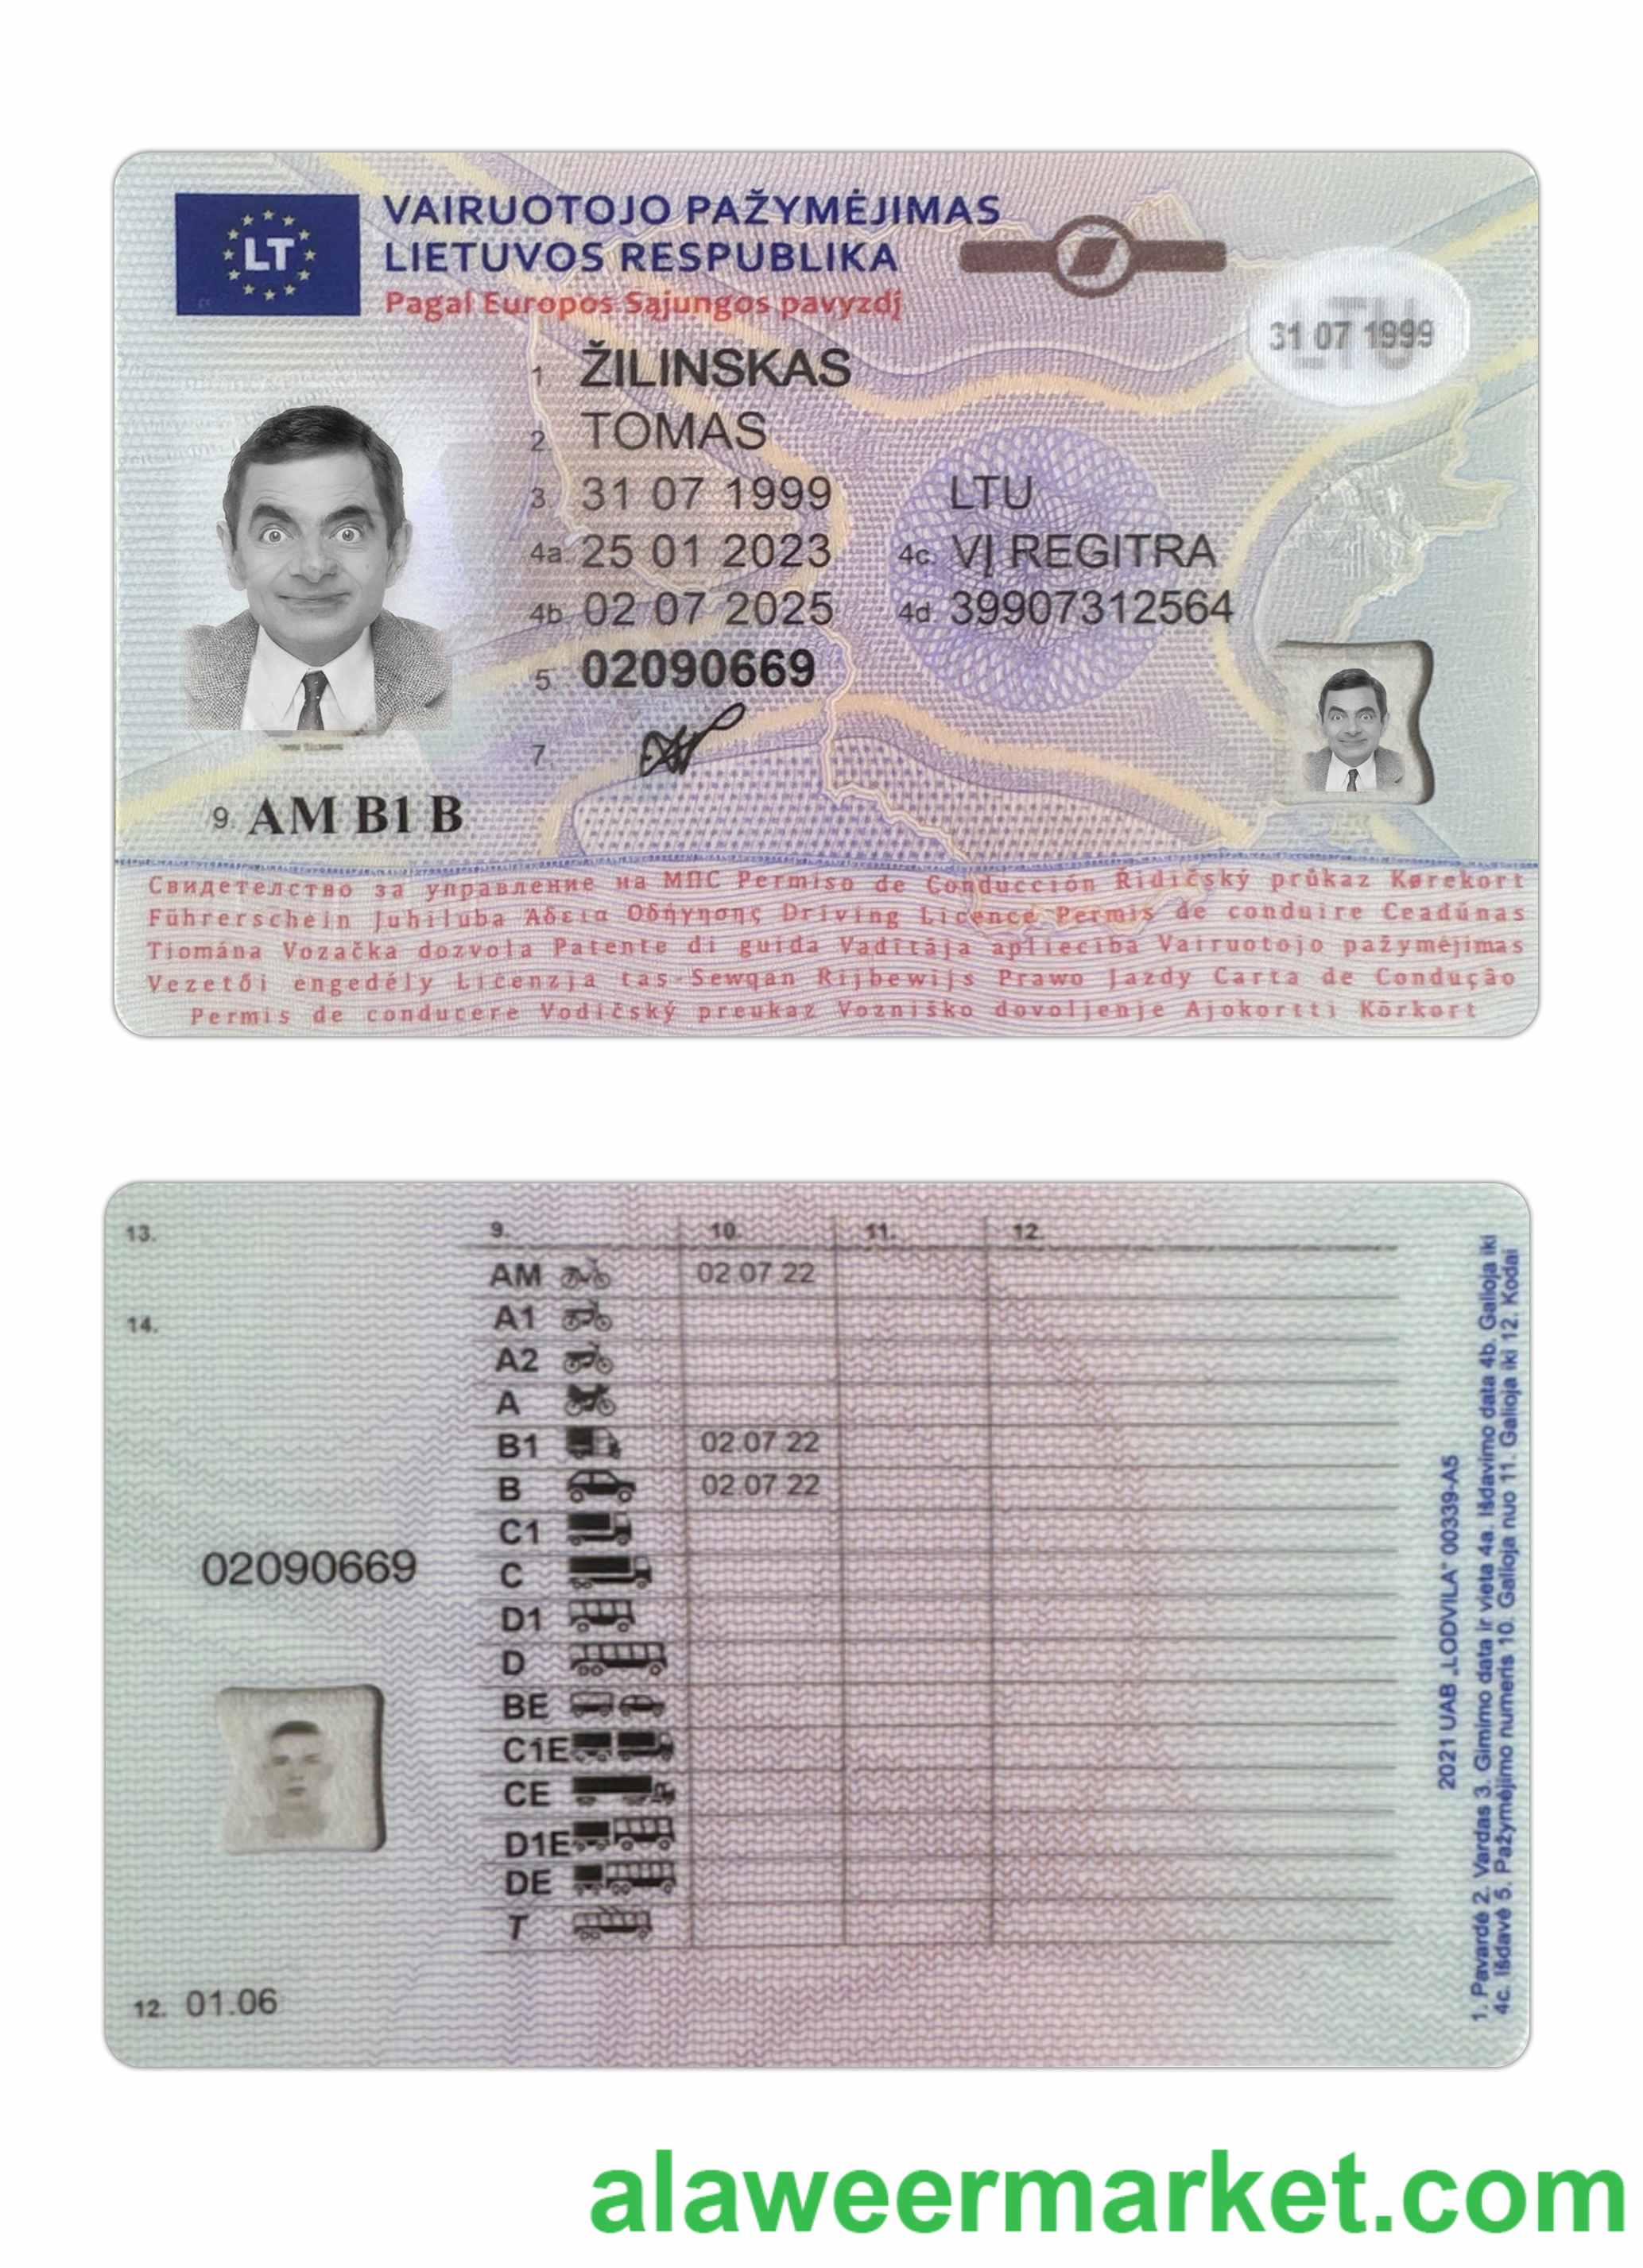 LT
VAIRUOTOJO PAŽYMĖJIMAS
LIETUVOS RESPUBLIKA
Pagal Europos Sąjungos pavyzdį
LTU
31 07 1999
1. ŽILINSKAS
2. TOMAS
3. 31 07 1999 LTU
4a. 25 01 2023 4c. VĮ REGITRA
4b. 02 07 2025 4d. 39907312564
5. 02090669
7.
9. AM B1 B
Свидетелство за управление на МПС Permiso de Conducción Řidičský průkaz Kørekort
Führerschein Juhiluba Άδεια Οδήγησης Driving Licence Permis de conduire Ceadúnas
Tiomána Vozačka dozvola Patente di guida Vadītāja apliecība Vairuotojo pažymėjimas
Vezetői engedély Liċenzja tas-Sewqan Rijbewijs Prawo Jazdy Carta de Condução
Permis de conducere Vodičský preukaz Vozniško dovoljenje Ajokortti Körkort
13.
14.
02090669
12. 01.06
9. 10. 11. 12.
AM 02.07.22
A1
A2
A
B1 02.07.22
B 02.07.22
C1
C
D1
D
BE
C1E
CE
D1E
DE
T
2021 UAB „LODVILA" 00339-A5
1. Pavardė 2. Vardas 3. Gimimo data ir vieta 4a. Išdavimo data 4b. Galioja iki
4c. Išdavė 5. Pažymėjimo numeris 10. Galioja nuo 11. Galioja iki 12. Kodai
alaweermarket.com